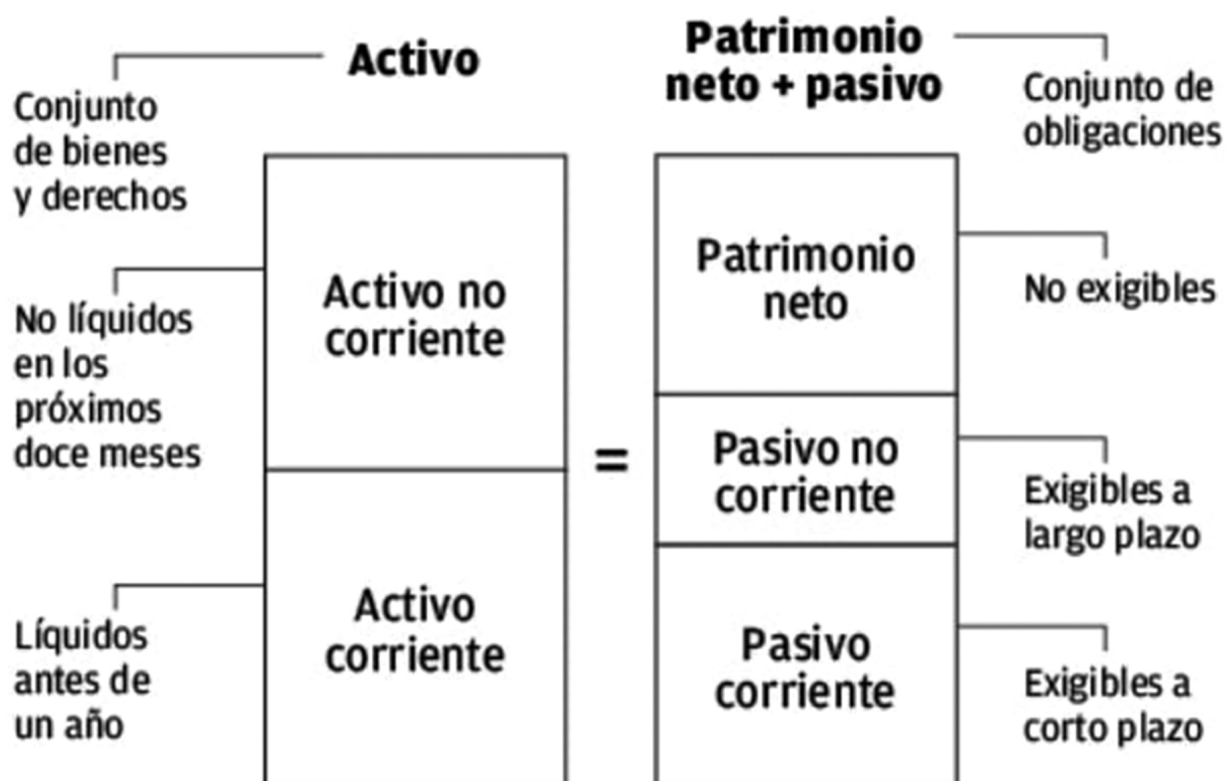 Activo
Patrimonio
neto + pasivo
Conjunto
de bienes
y derechos
Conjunto de
obligaciones
No líquidos
en los
próximos
doce meses
Activo no
corriente
Líquidos
antes de
un año
Activo
corriente
=
Patrimonio
neto
No exigibles
Pasivo no
corriente
Exigibles a
largo plazo
Pasivo
corriente
Exigibles a
corto plazo